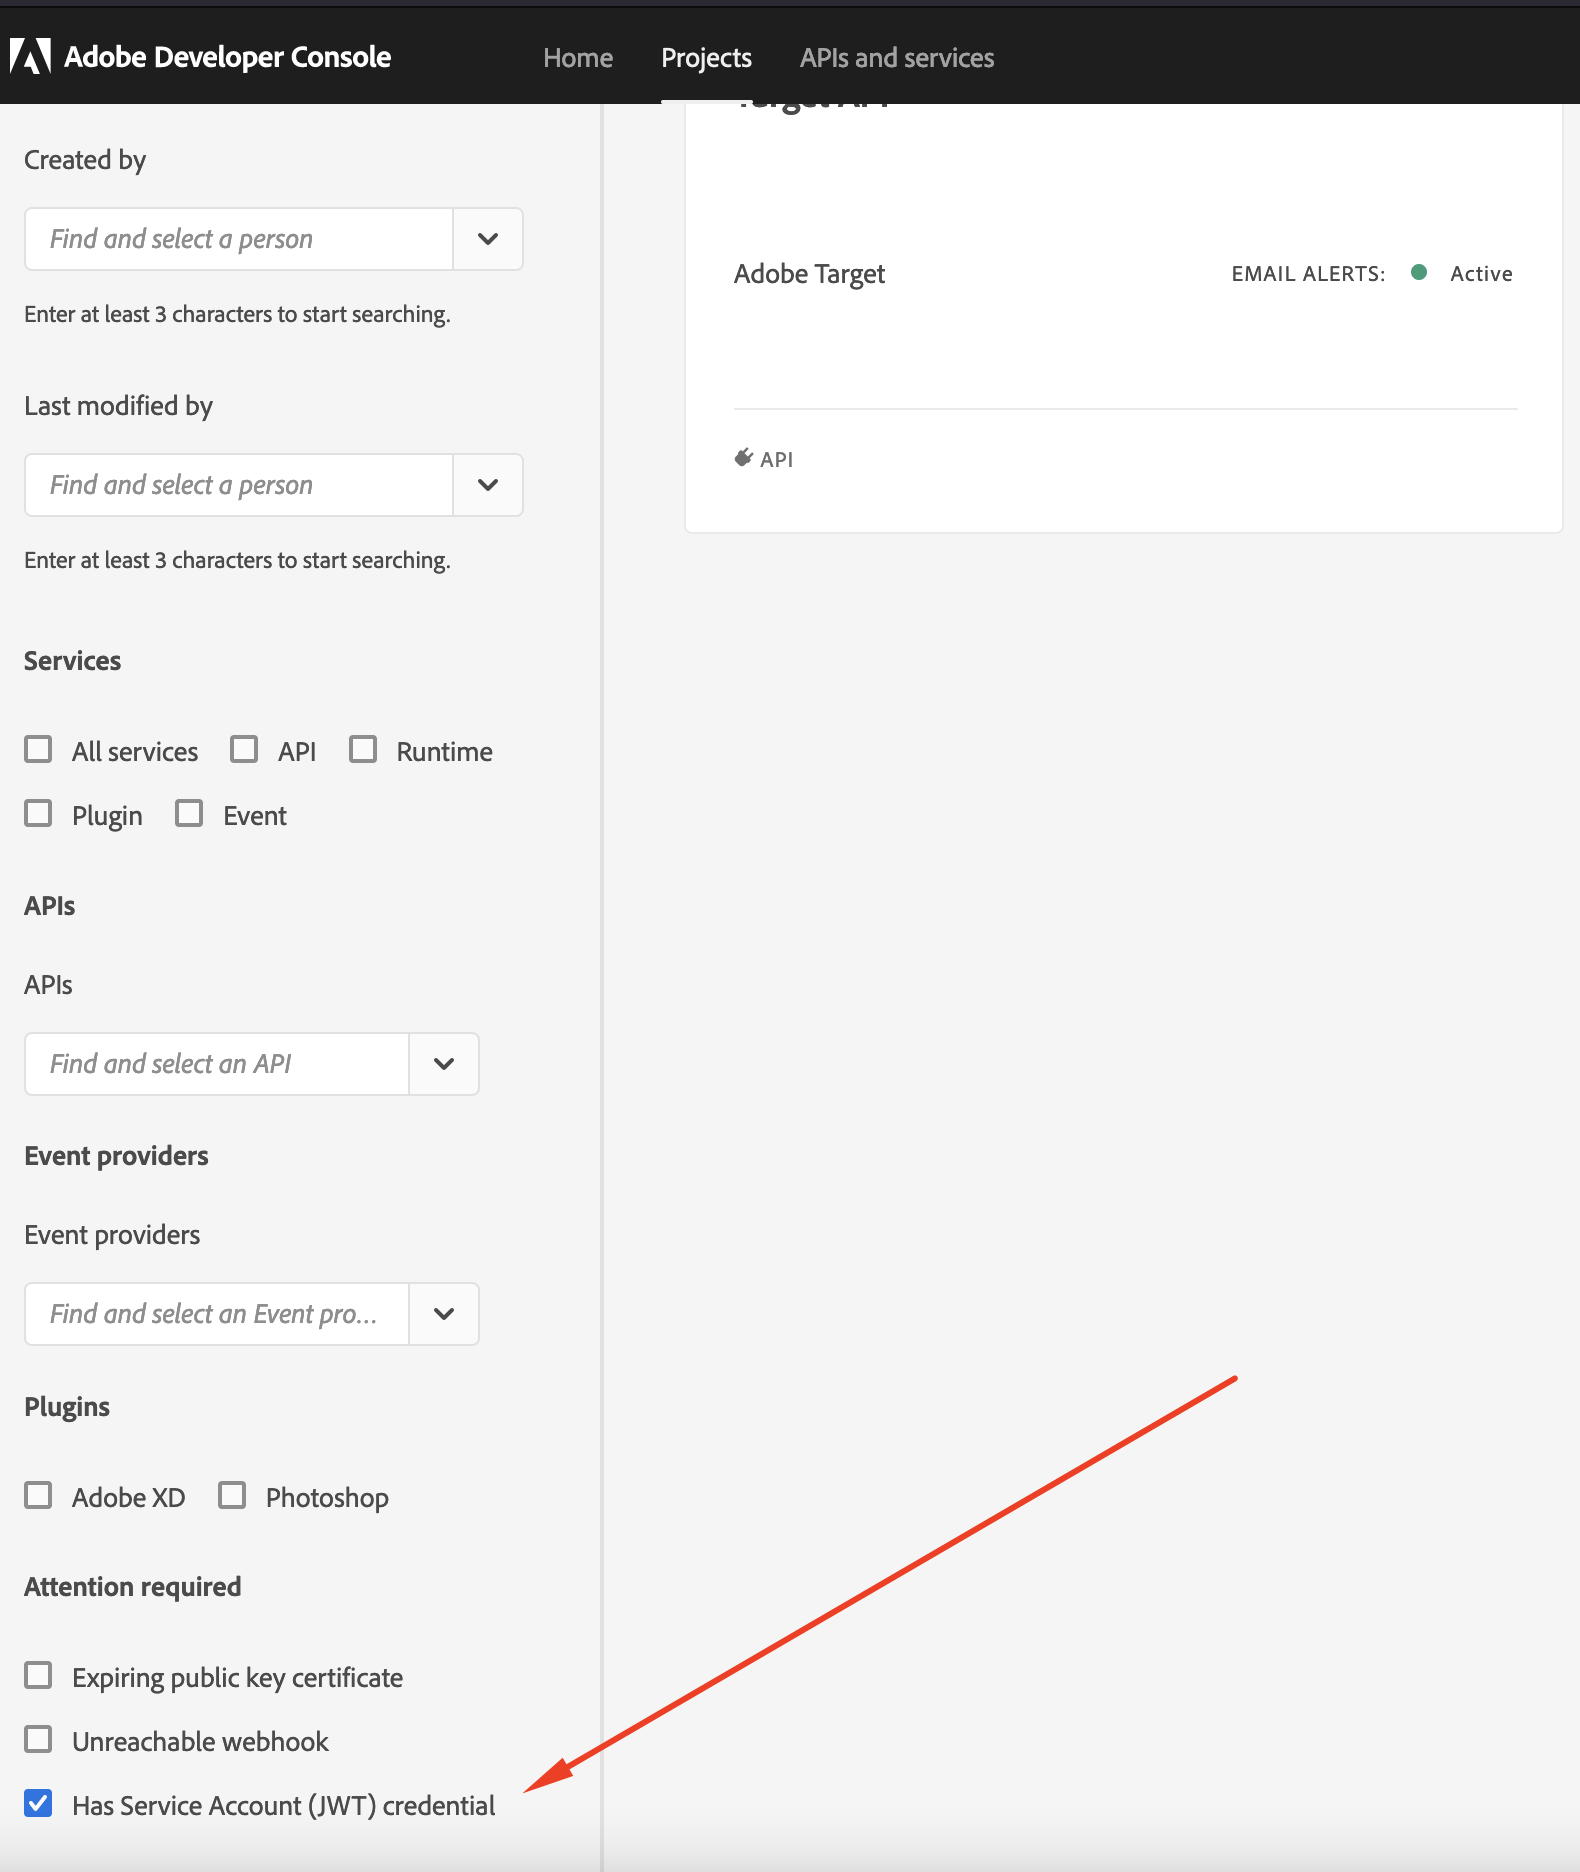 Adobe Developer Console
Home
Projects
APIs and services
Target API
Created by
Find and select a person
Enter at least 3 characters to start searching.
Last modified by
Find and select a person
Enter at least 3 characters to start searching.
Services
All services
API
Runtime
Plugin
Event
APIs
APIs
Find and select an API
Event providers
Event providers
Find and select an Event pro...
Plugins
Adobe XD
Photoshop
Attention required
Expiring public key certificate
Unreachable webhook
Has Service Account (JWT) credential
Adobe Target
EMAIL ALERTS:
Active
API